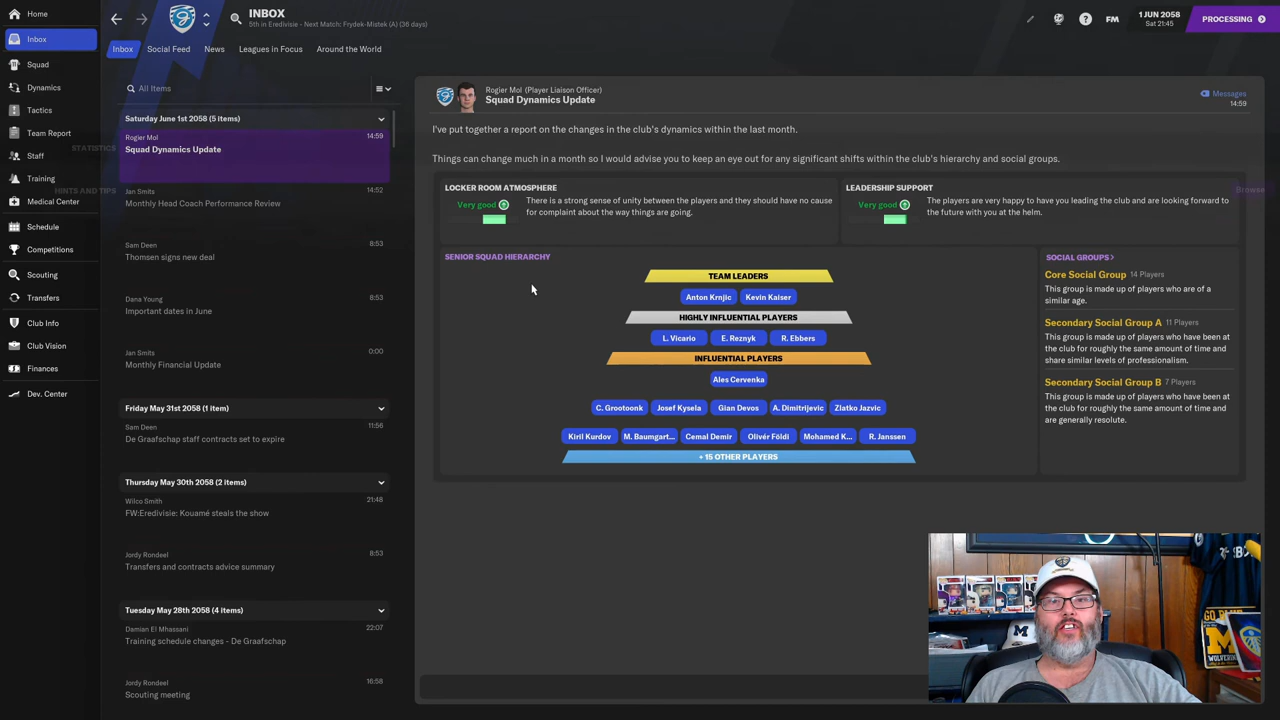 Home
Inbox
Squad
Dynamics
Tactics
Team Report
Staff
Training
Medical Center
Schedule
Competitions
Scouting
Transfers
Club Info
Club Vision
Finances
Dev. Center
STATISTICS
HINTS AND TIPS
INBOX
5th in Eredivisie - Next Match: Frydek-Mistek (A) (36 days)
FM
1 JUN 2058
Sat 21:45
PROCESSING
Inbox
Social Feed
News
Leagues in Focus
Around the World
All Items
Saturday June 1st 2058 (5 items)
Rogier Mol
14:59
Squad Dynamics Update
Jan Smits
14:52
Monthly Head Coach Performance Review
Sam Deen
8:53
Thomsen signs new deal
Dana Young
8:53
Important dates in June
Jan Smits
0:00
Monthly Financial Update
Friday May 31st 2058 (1 item)
Sam Deen
11:56
De Graafschap staff contracts set to expire
Thursday May 30th 2058 (2 items)
Wilco Smith
21:48
FW:Eredivisie: Kouamé steals the show
Jordy Rondeel
8:53
Transfers and contracts advice summary
Tuesday May 28th 2058 (4 items)
Damian El Mhassani
22:07
Training schedule changes - De Graafschap
Jordy Rondeel
16:58
Scouting meeting
Rogier Mol (Player Liaison Officer)
Squad Dynamics Update
Messages
14:59
I've put together a report on the changes in the club's dynamics within the last month.
Things can change much in a month so I would advise you to keep an eye out for any significant shifts within the club's hierarchy and social groups.
Browse
LOCKER ROOM ATMOSPHERE
Very good
There is a strong sense of unity between the players and they should have no cause
for complaint about the way things are going.
LEADERSHIP SUPPORT
Very good
The players are very happy to have you leading the club and are looking forward to
the future with you at the helm.
SENIOR SQUAD HIERARCHY
TEAM LEADERS
Anton Krnjic
Kevin Kaiser
HIGHLY INFLUENTIAL PLAYERS
L. Vicario
E. Reznyk
R. Ebbers
INFLUENTIAL PLAYERS
Ales Cervenka
C. Grootoonk
Josef Kysela
Gian Devos
A. Dimitrijevic
Zlatko Jazvic
Kiril Kurdov
M. Baumgart...
Cemal Demir
Olivér Földi
Mohamed K...
R. Janssen
+ 15 OTHER PLAYERS
SOCIAL GROUPS>
Core Social Group 14 Players
This group is made up of players who are of a
similar age.
Secondary Social Group A 11 Players
This group is made up of players who have been at
the club for roughly the same amount of time and
share similar levels of professionalism.
Secondary Social Group B 7 Players
This group is made up of players who have been at
the club for roughly the same amount of time and
are generally resolute.
M
GO BLUE
M
WOLVERINES